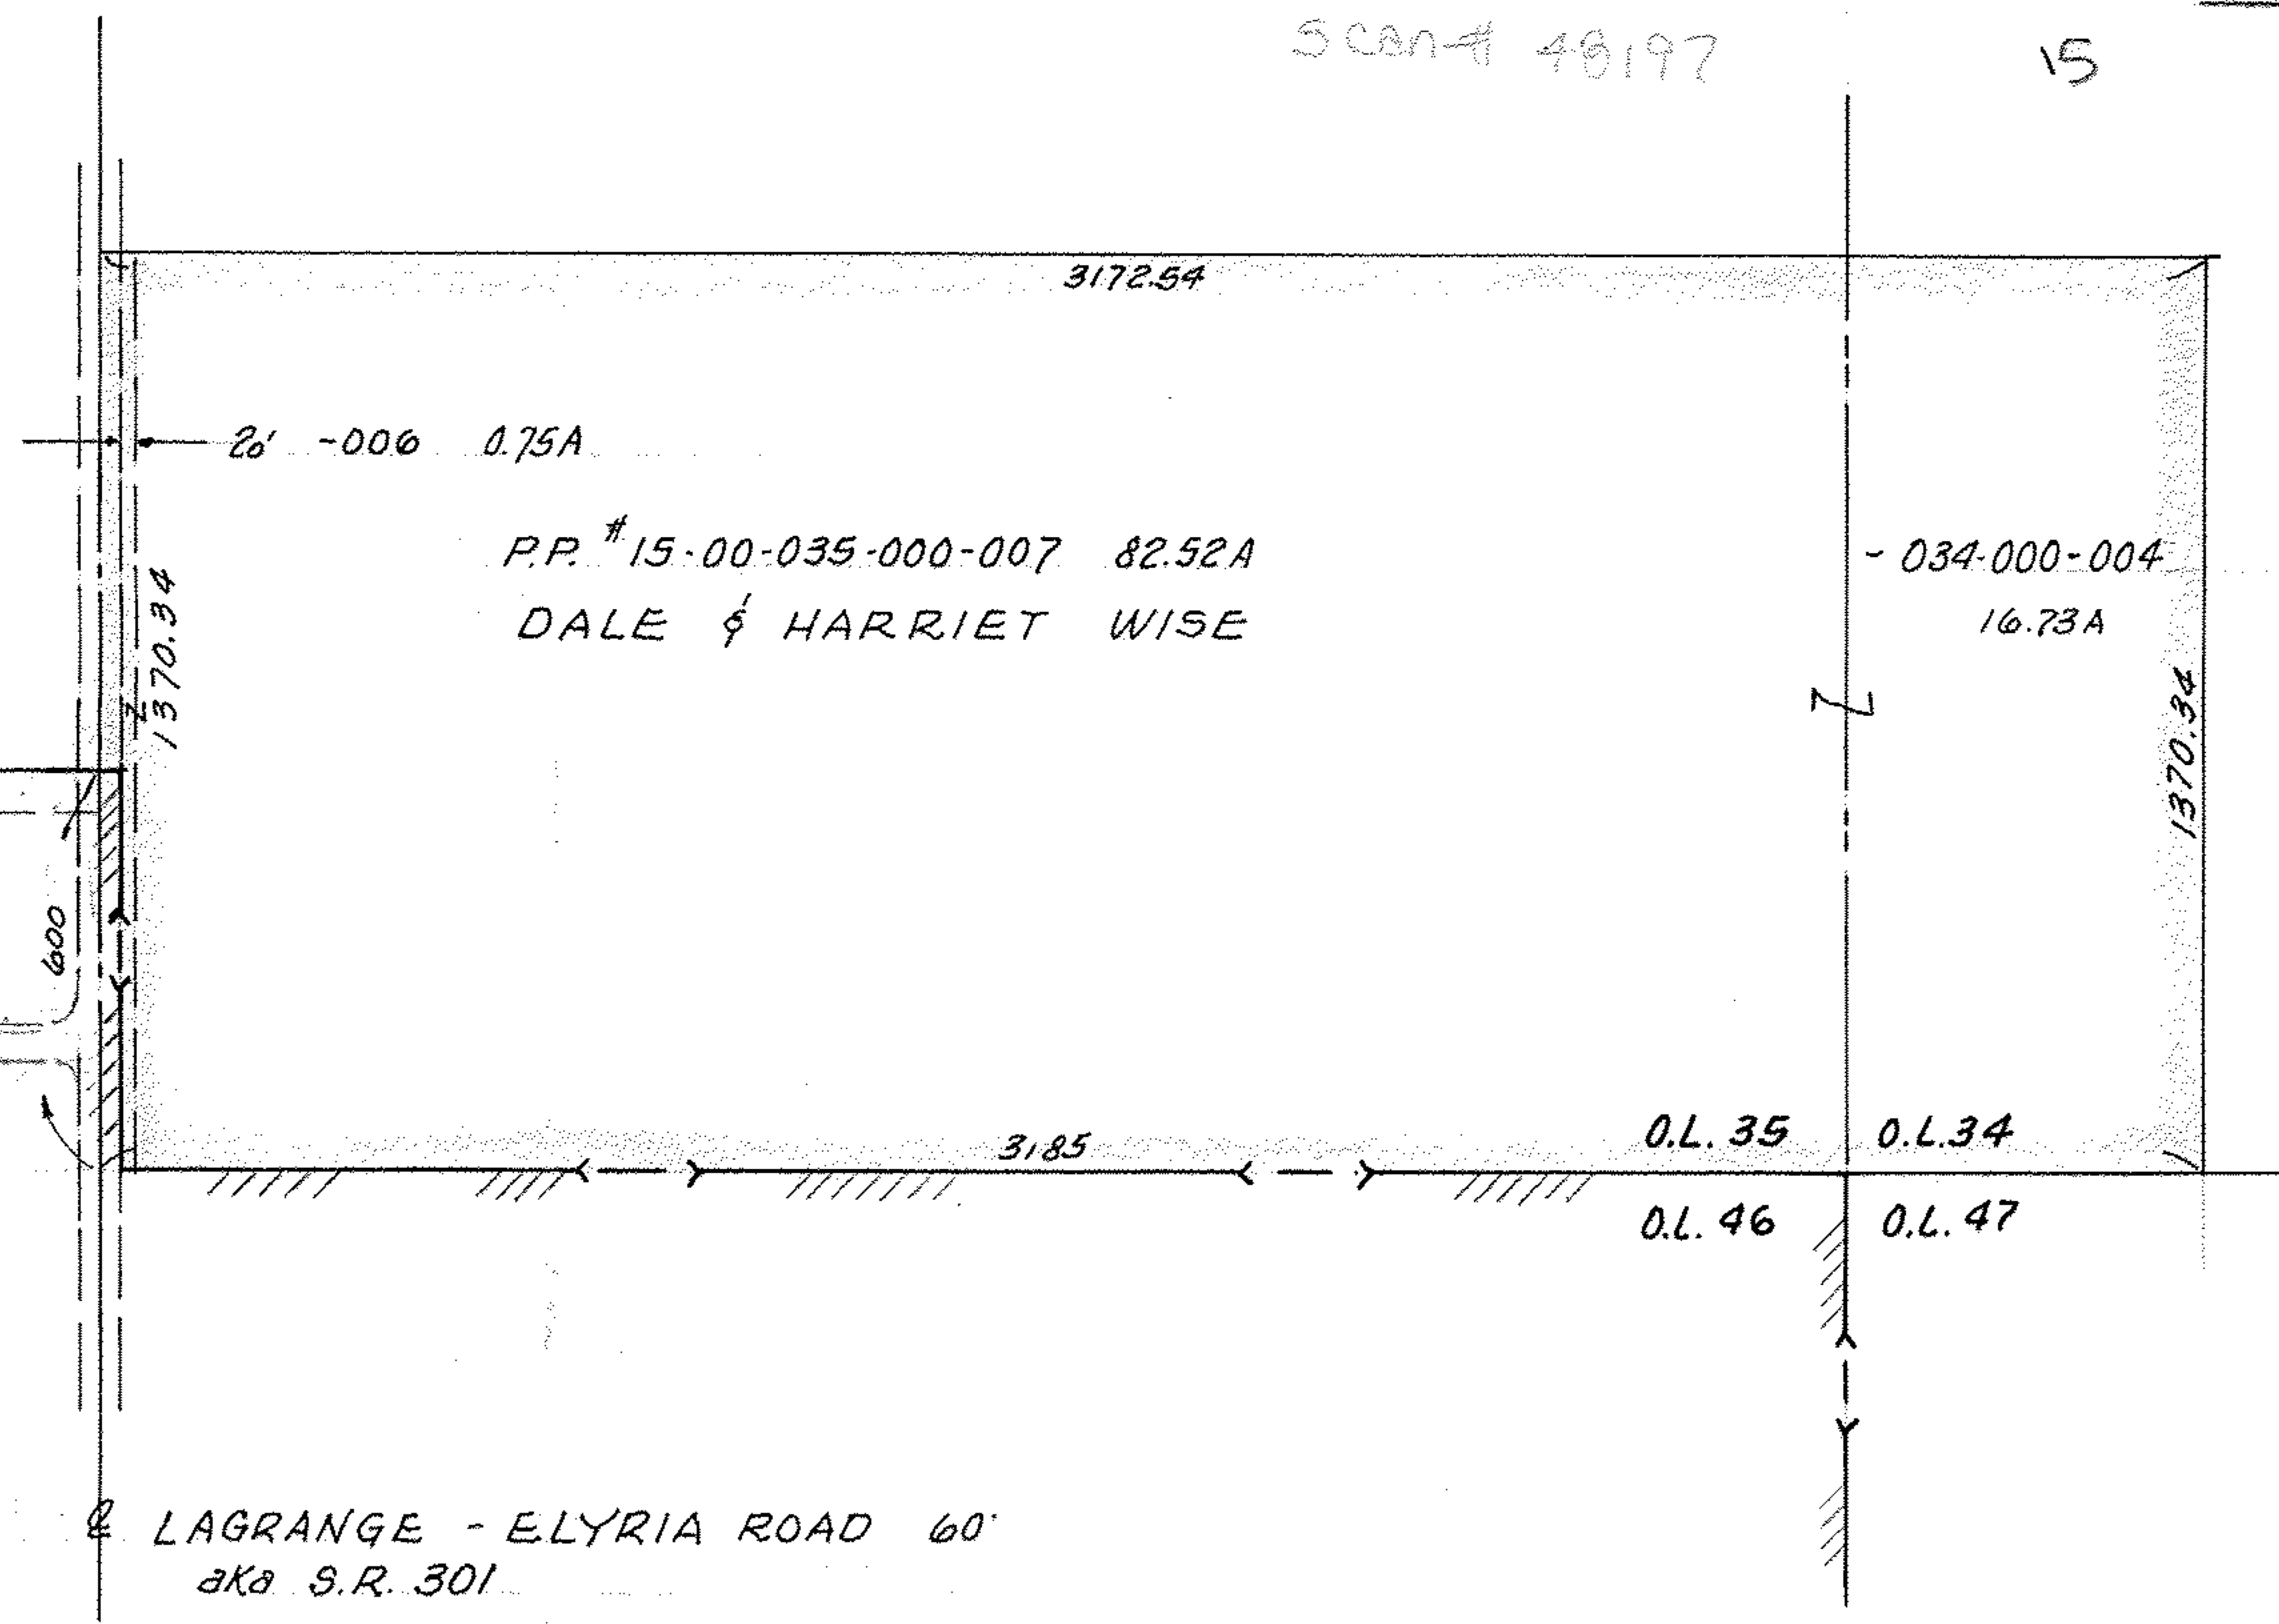 SCAN# 48197
15
3172.54
20' -006 0.75A
P.P. #15-00-035-000-007 82.52A
- 034-000-004
DALE & HARRIET WISE
16.73A
1370.34
1370.34
600
3185
O.L. 35
O.L. 34
O.L. 46
O.L. 47
℄ LAGRANGE - ELYRIA ROAD 60'
aka S.R. 301